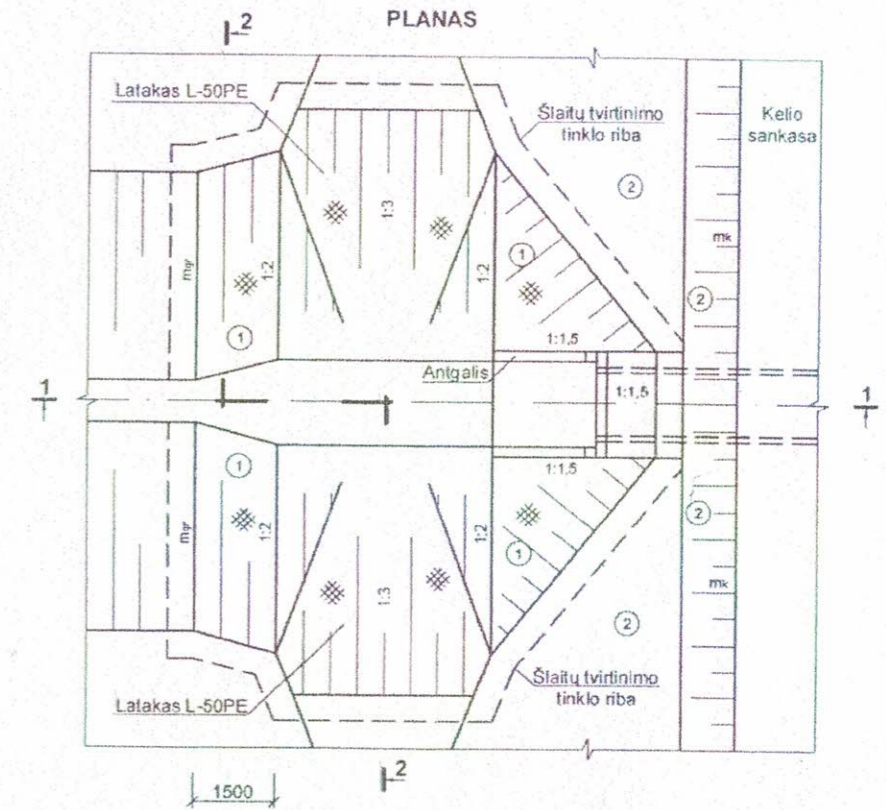 PLANAS
2
Latakas L-50PE
Šlaitų tvirtinimo
tinklo riba
Kelio
sankasa
2
1:3
1
mk
mgr
1:2
1:2
2
1
1:1,5
Antgalis
1:1,5
1
1
1
1:1,5
2
mgr
1:2
1:2
1
1:3
mk
2
Šlaitų tvirtinimo
tinklo riba
Latakas L-50PE
2
1500